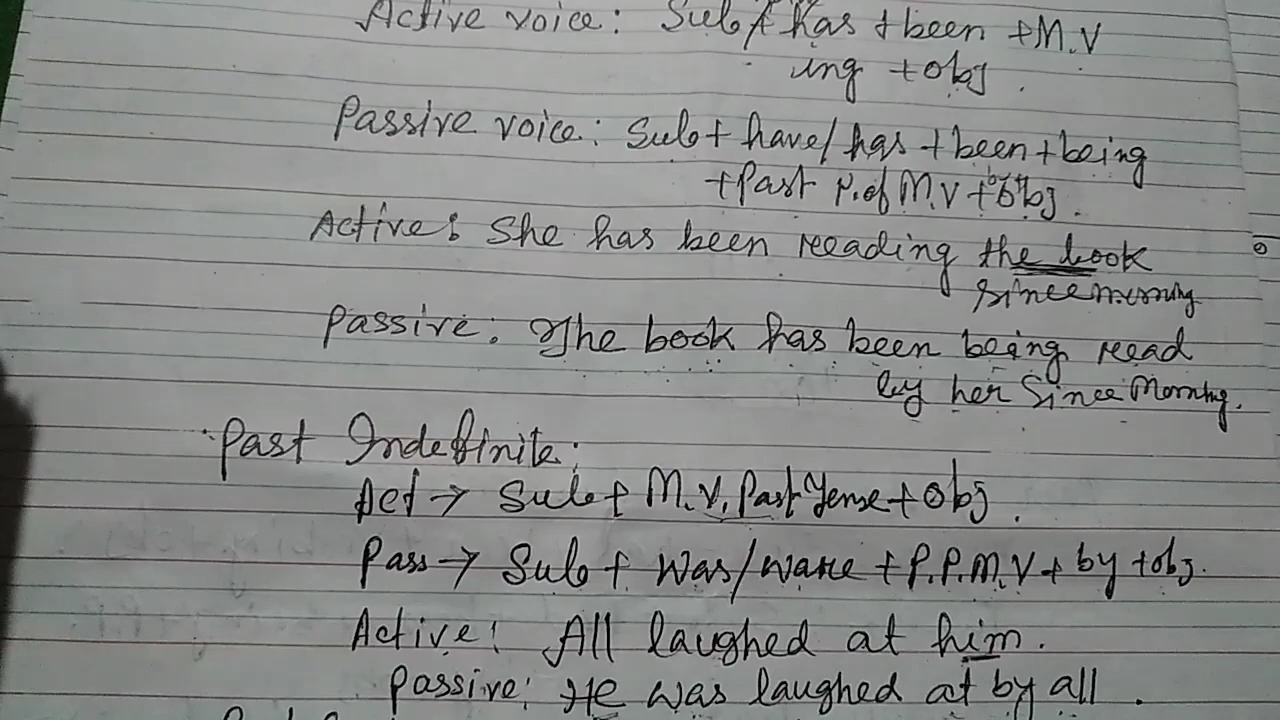 Active voice: Sub + has + been + M.V
ing + obj.
Passive voice: Sub + have/has + been + being
+ Past P. of M.V + by obj.
Active: She has been reading the book
since morning
Passive: The book has been being read
by her Since Morning.
Past Indefinite:
Act → Sub + M.V. Past Tense + obj.
Pass → Sub + was/ware + P.P.M.V + by + obj.
Active: All laughed at him.
Passive: He was laughed at by all.